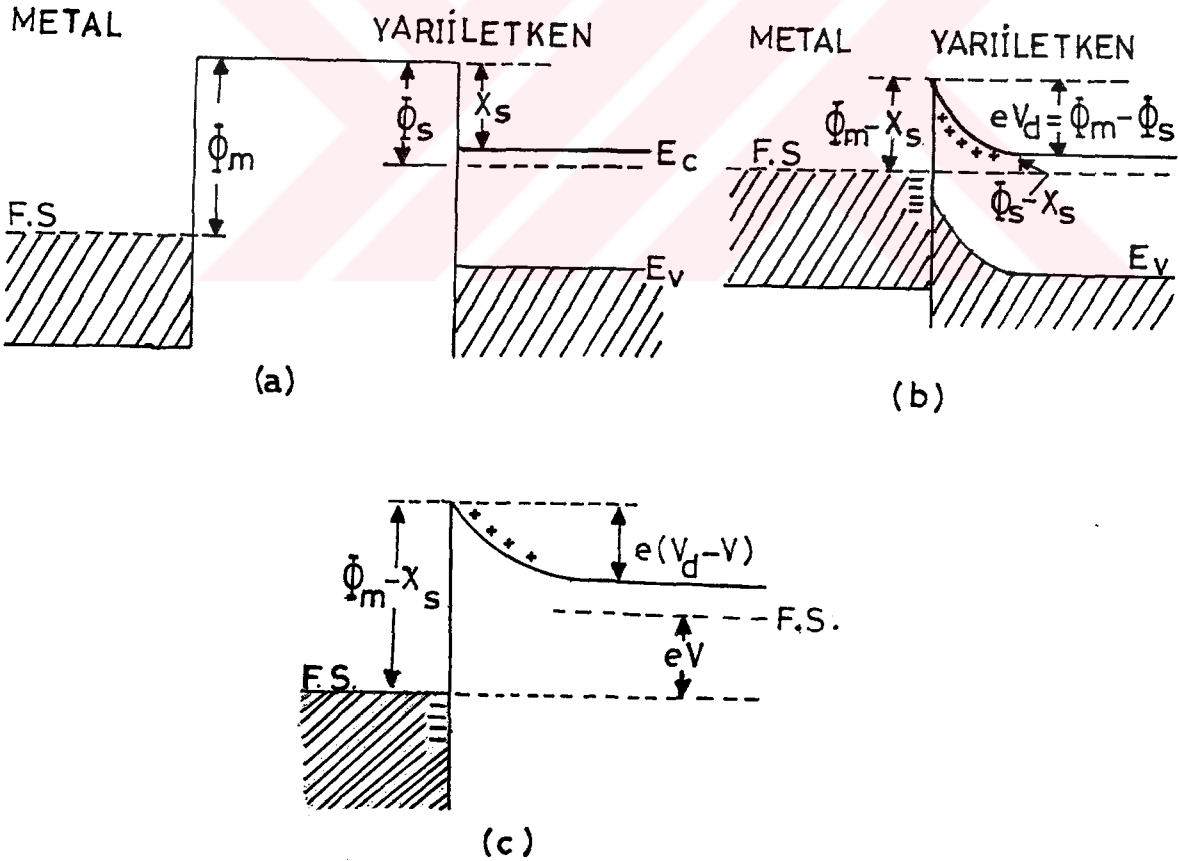 METAL YARIİLETKEN
Φm
Φs
Xs
Ec
F.S
Ev
(a)
METAL YARIİLETKEN
Φm-Xs
eVd=Φm-Φs
F.S
Φs-Xs
Ev
(b)
Φm-Xs
e(Vd-V)
F.S.
eV
F.S.
(c)